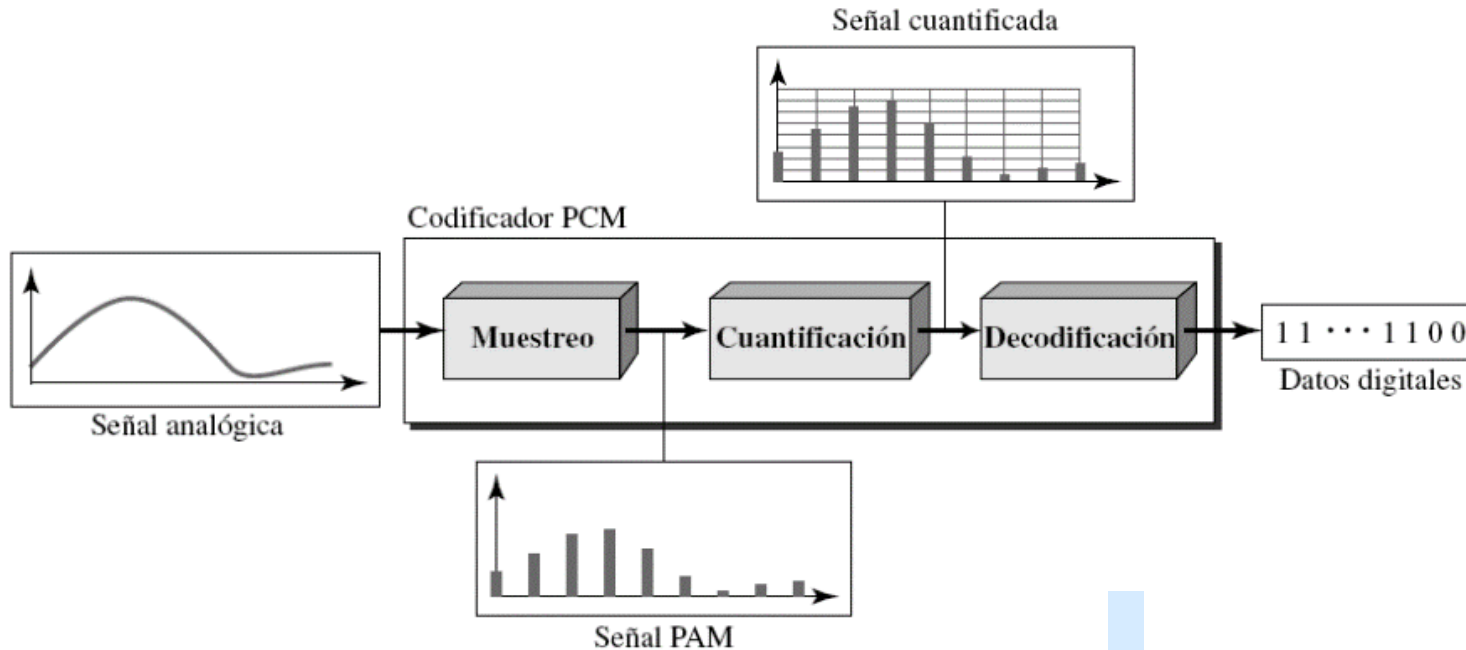 Señal cuantificada
Codificador PCM
Muestreo
Cuantificación
Decodificación
1 1 · · · 1 1 0 0
Datos digitales
Señal analógica
Señal PAM